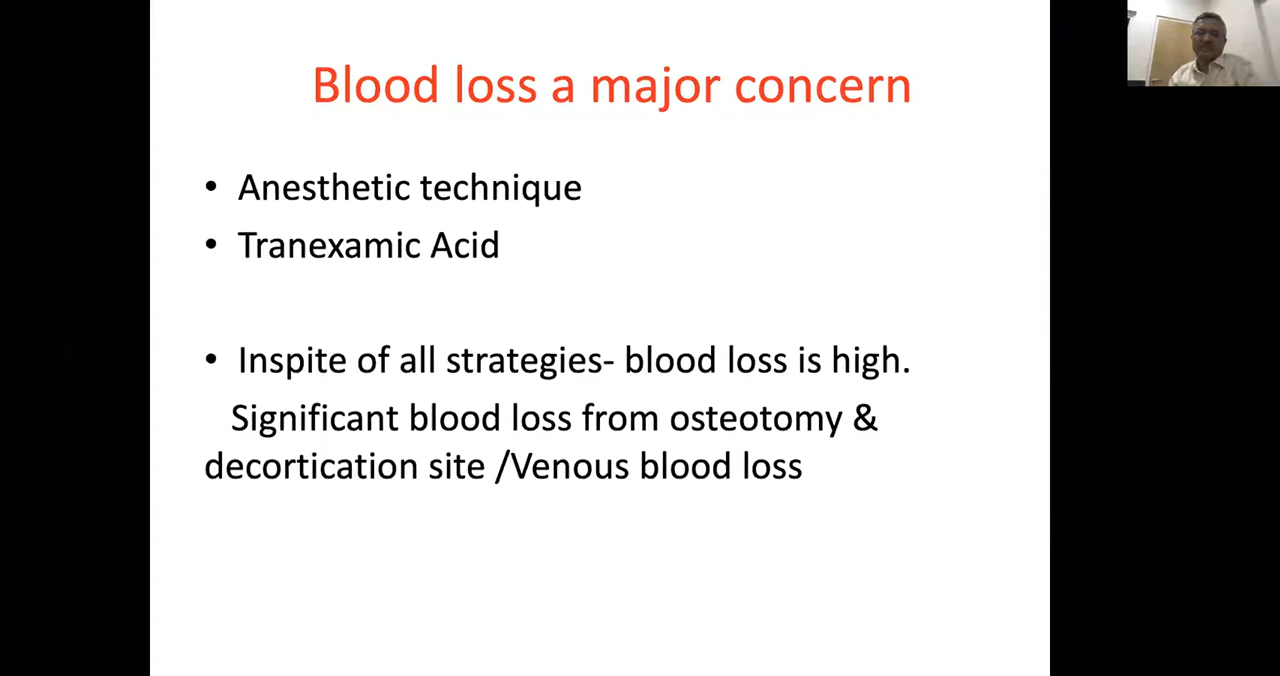 Blood loss a major concern
• Anesthetic technique
• Tranexamic Acid
• Inspite of all strategies- blood loss is high.
Significant blood loss from osteotomy &
decortication site /Venous blood loss